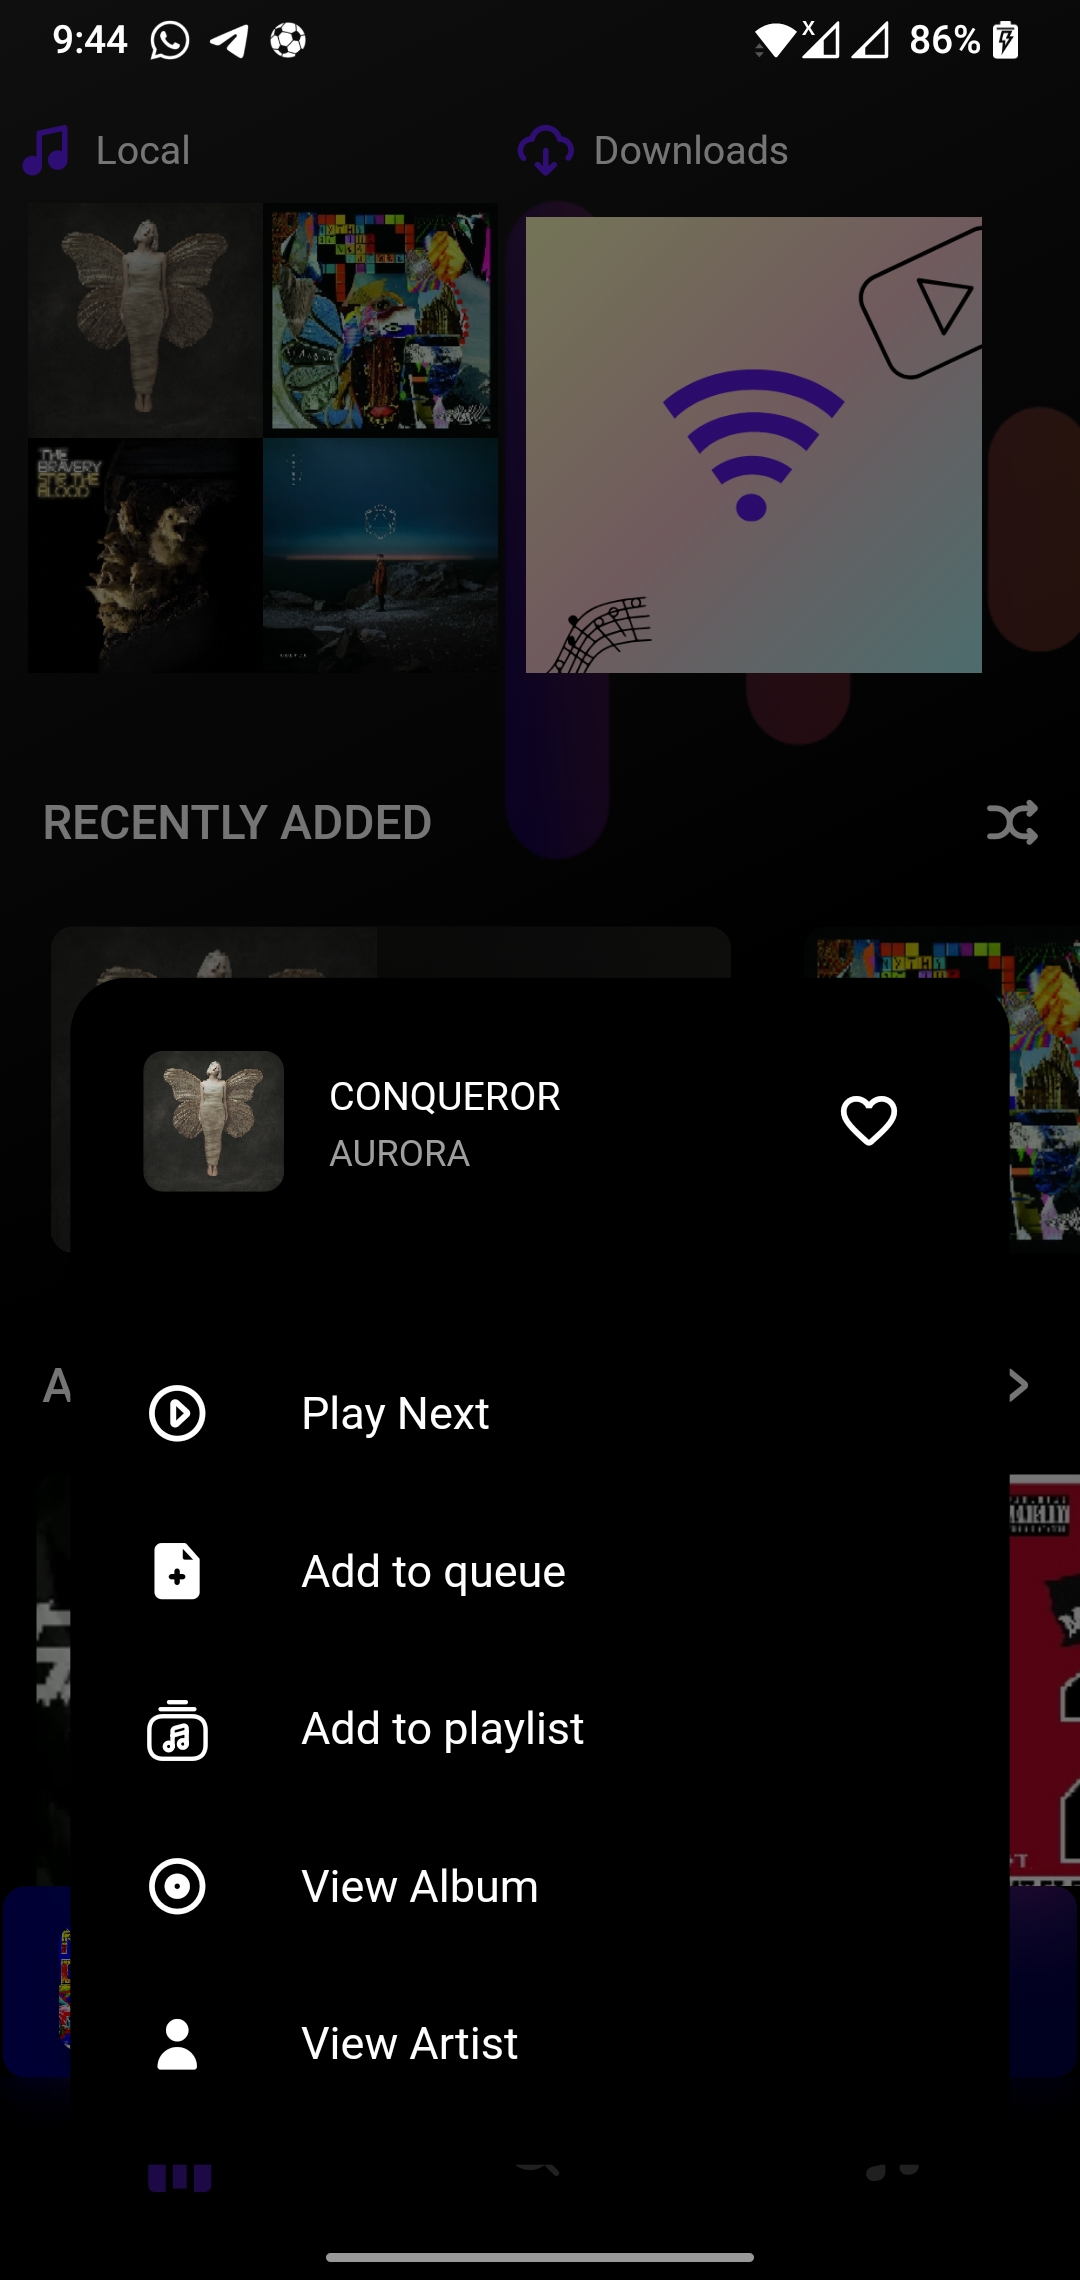 9:44
X
86%
Local
Downloads
THE
BRAVERY
STIR THE
BLOOD
RECENTLY ADDED
CONQUEROR
AURORA
A
Play Next
Add to queue
Add to playlist
View Album
View Artist